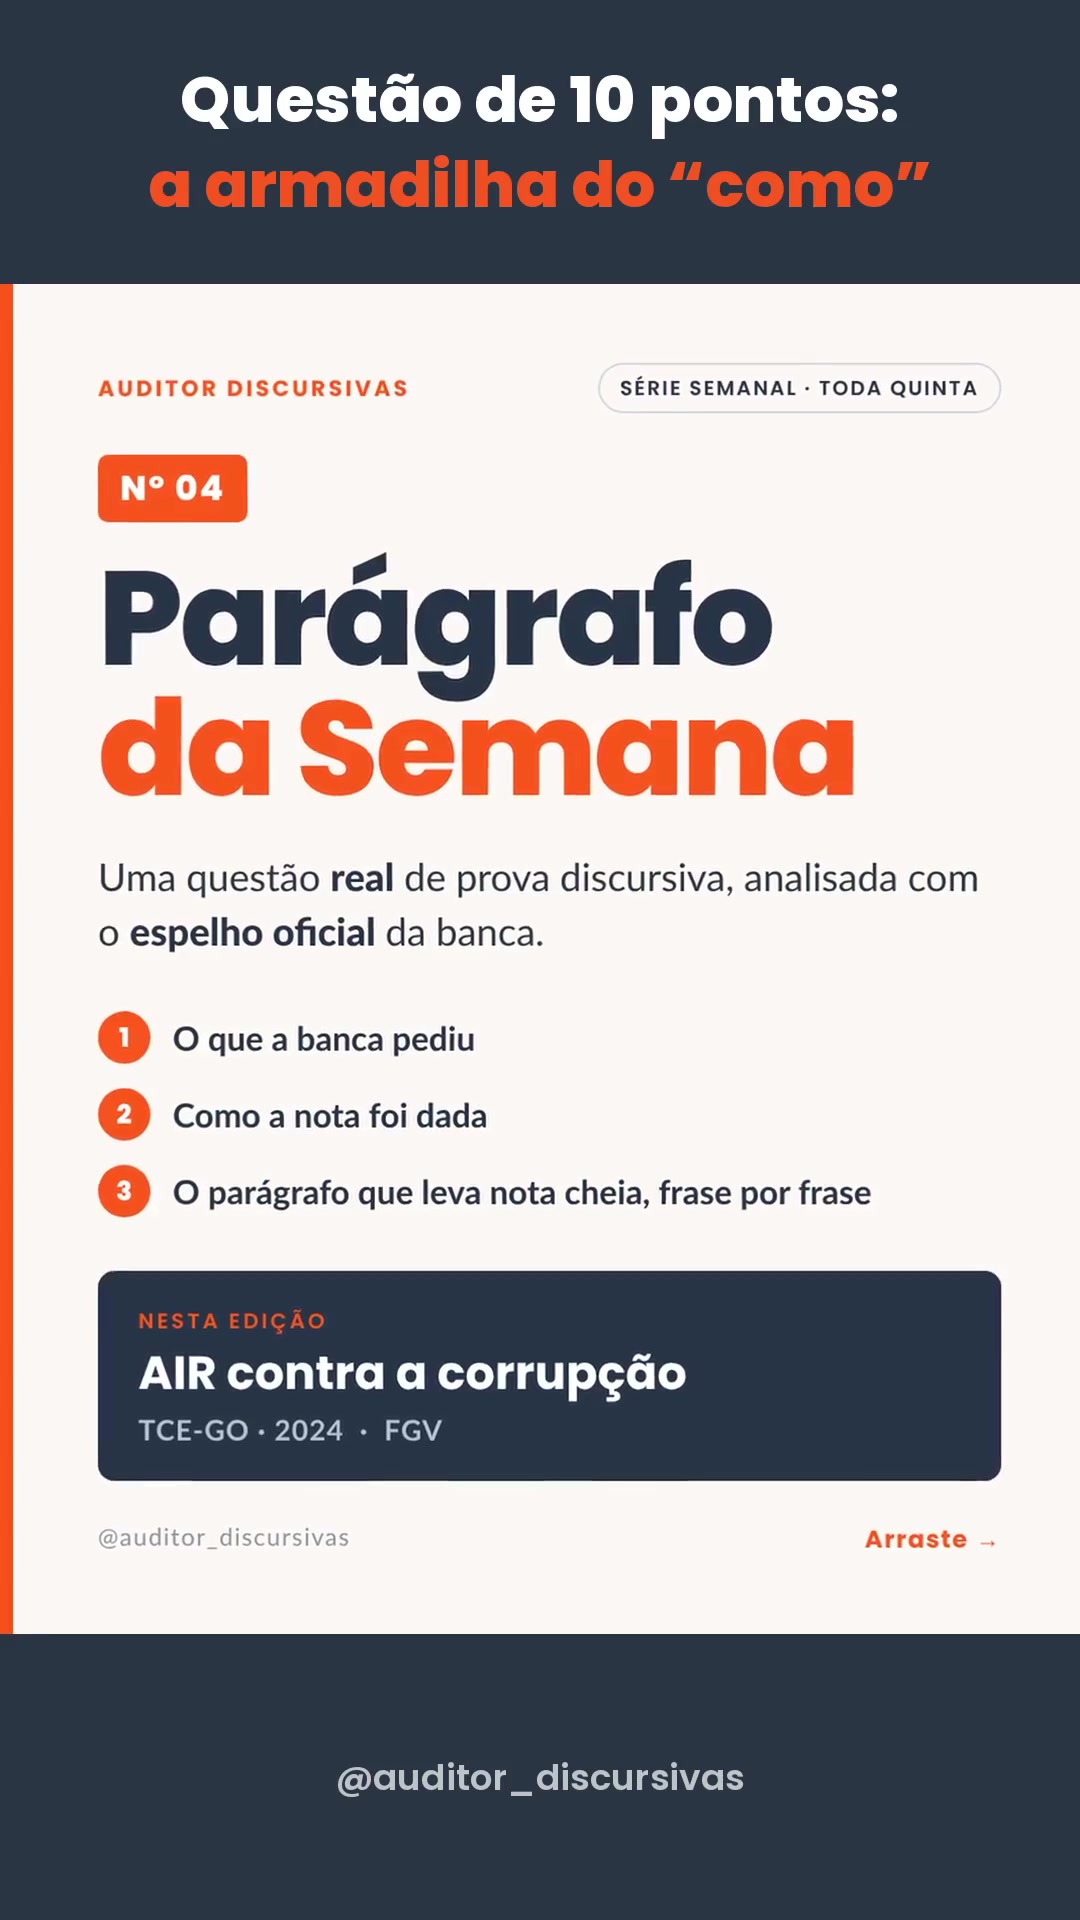 Questão de 10 pontos:
a armadilha do “como”
AUDITOR DISCURSIVAS
SÉRIE SEMANAL · TODA QUINTA
Nº 04
Parágrafo
da Semana
Uma questão real de prova discursiva, analisada com
o espelho oficial da banca.
1 O que a banca pediu
2 Como a nota foi dada
3 O parágrafo que leva nota cheia, frase por frase
NESTA EDIÇÃO
AIR contra a corrupção
TCE-GO · 2024 · FGV
@auditor_discursivas
Arraste →
@auditor_discursivas